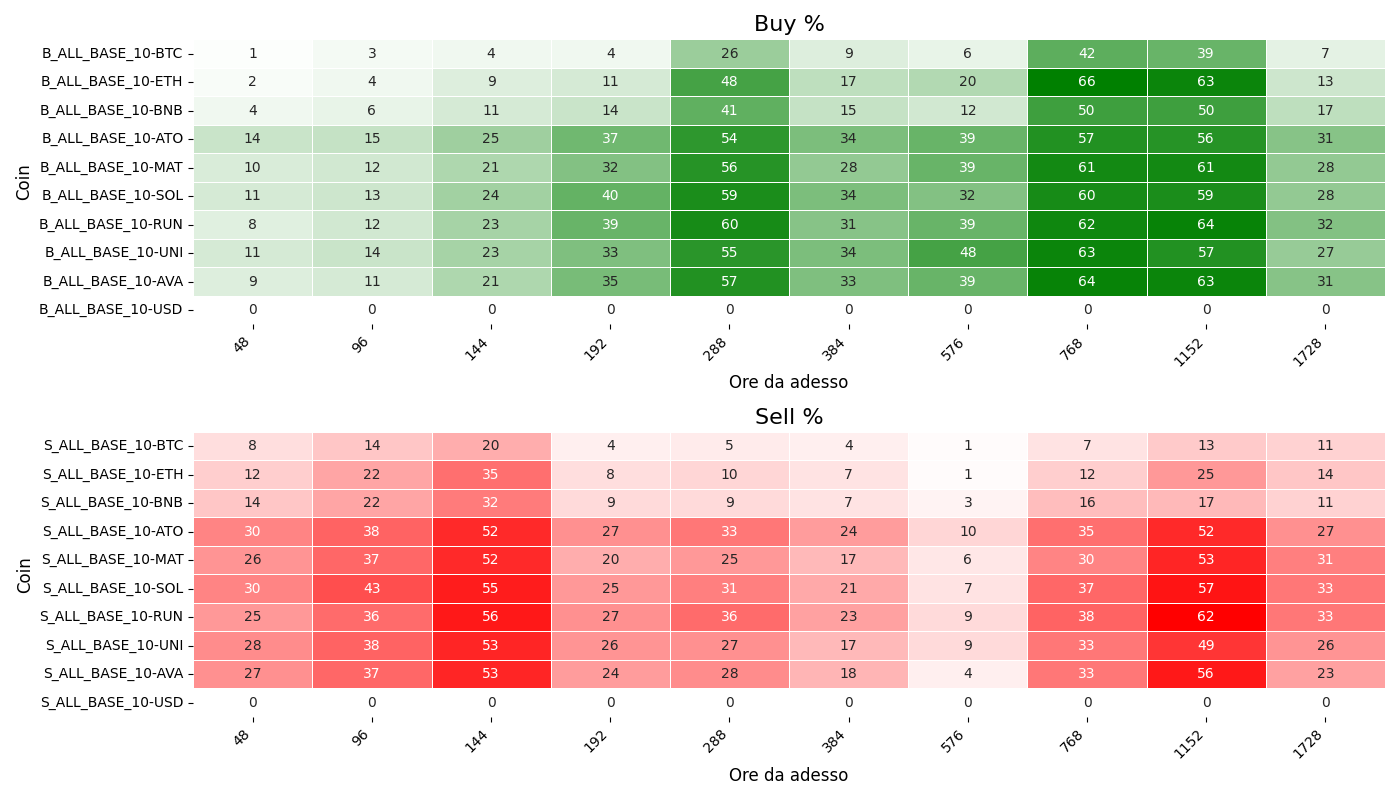 Buy %
Coin
B_ALL_BASE_10-BTC 1 3 4 4 26 9 6 42 39 7
B_ALL_BASE_10-ETH 2 4 9 11 48 17 20 66 63 13
B_ALL_BASE_10-BNB 4 6 11 14 41 15 12 50 50 17
B_ALL_BASE_10-ATO 14 15 25 37 54 34 39 57 56 31
B_ALL_BASE_10-MAT 10 12 21 32 56 28 39 61 61 28
B_ALL_BASE_10-SOL 11 13 24 40 59 34 32 60 59 28
B_ALL_BASE_10-RUN 8 12 23 39 60 31 39 62 64 32
B_ALL_BASE_10-UNI 11 14 23 33 55 34 48 63 57 27
B_ALL_BASE_10-AVA 9 11 21 35 57 33 39 64 63 31
B_ALL_BASE_10-USD 0 0 0 0 0 0 0 0 0 0
48 96 144 192 288 384 576 768 1152 1728
Ore da adesso
Sell %
Coin
S_ALL_BASE_10-BTC 8 14 20 4 5 4 1 7 13 11
S_ALL_BASE_10-ETH 12 22 35 8 10 7 1 12 25 14
S_ALL_BASE_10-BNB 14 22 32 9 9 7 3 16 17 11
S_ALL_BASE_10-ATO 30 38 52 27 33 24 10 35 52 27
S_ALL_BASE_10-MAT 26 37 52 20 25 17 6 30 53 31
S_ALL_BASE_10-SOL 30 43 55 25 31 21 7 37 57 33
S_ALL_BASE_10-RUN 25 36 56 27 36 23 9 38 62 33
S_ALL_BASE_10-UNI 28 38 53 26 27 17 9 33 49 26
S_ALL_BASE_10-AVA 27 37 53 24 28 18 4 33 56 23
S_ALL_BASE_10-USD 0 0 0 0 0 0 0 0 0 0
48 96 144 192 288 384 576 768 1152 1728
Ore da adesso